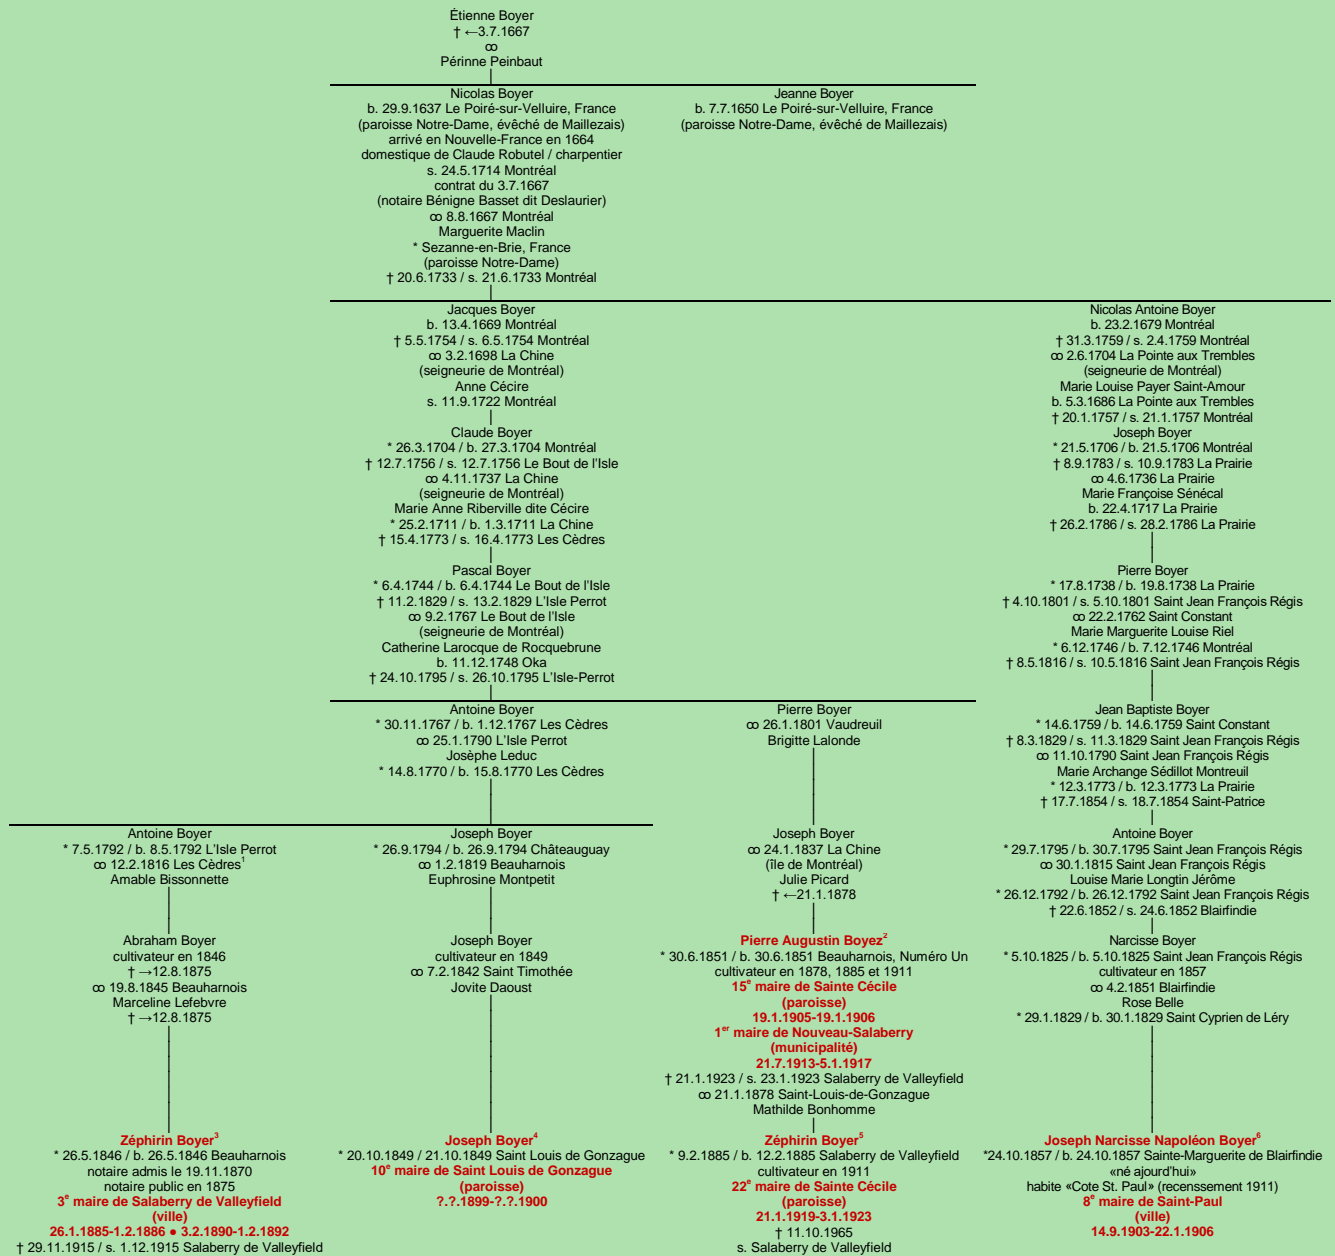 Étienne Boyer
† ←3.7.1667
∞
Périnne Peinbaut
Nicolas Boyer
b. 29.9.1637 Le Poiré-sur-Velluire, France
(paroisse Notre-Dame, évêché de Maillezais)
arrivé en Nouvelle-France en 1664
domestique de Claude Robutel / charpentier
s. 24.5.1714 Montréal
contrat du 3.7.1667
(notaire Bénigne Basset dit Deslaurier)
∞ 8.8.1667 Montréal
Marguerite Maclin
* Sezanne-en-Brie, France
(paroisse Notre-Dame)
† 20.6.1733 / s. 21.6.1733 Montréal
Jeanne Boyer
b. 7.7.1650 Le Poiré-sur-Velluire, France
(paroisse Notre-Dame, évêché de Maillezais)
Jacques Boyer
b. 13.4.1669 Montréal
† 5.5.1754 / s. 6.5.1754 Montréal
∞ 3.2.1698 La Chine
(seigneurie de Montréal)
Anne Cécire
s. 11.9.1722 Montréal
Claude Boyer
* 26.3.1704 / b. 27.3.1704 Montréal
† 12.7.1756 / s. 12.7.1756 Le Bout de l'Isle
∞ 4.11.1737 La Chine
(seigneurie de Montréal)
Marie Anne Riberville dite Cécire
* 25.2.1711 / b. 1.3.1711 La Chine
† 15.4.1773 / s. 16.4.1773 Les Cèdres
Pascal Boyer
* 6.4.1744 / b. 6.4.1744 Le Bout de l'Isle
† 11.2.1829 / s. 13.2.1829 L'Isle Perrot
∞ 9.2.1767 Le Bout de l'Isle
(seigneurie de Montréal)
Catherine Larocque de Rocquebrune
b. 11.12.1748 Oka
† 24.10.1795 / s. 26.10.1795 L'Isle-Perrot
Nicolas Antoine Boyer
b. 23.2.1679 Montréal
† 31.3.1759 / s. 2.4.1759 Montréal
∞ 2.6.1704 La Pointe aux Trembles
(seigneurie de Montréal)
Marie Louise Payer Saint-Amour
b. 5.3.1686 La Pointe aux Trembles
† 20.1.1757 / s. 21.1.1757 Montréal
Joseph Boyer
* 21.5.1706 / b. 21.5.1706 Montréal
† 8.9.1783 / s. 10.9.1783 La Prairie
∞ 4.6.1736 La Prairie
Marie Françoise Sénécal
b. 22.4.1717 La Prairie
† 26.2.1786 / s. 28.2.1786 La Prairie
Pierre Boyer
* 17.8.1738 / b. 19.8.1738 La Prairie
† 4.10.1801 / s. 5.10.1801 Saint Jean François Régis
∞ 22.2.1762 Saint Constant
Marie Marguerite Louise Riel
* 6.12.1746 / b. 7.12.1746 Montréal
† 8.5.1816 / s. 10.5.1816 Saint Jean François Régis
Antoine Boyer
* 30.11.1767 / b. 1.12.1767 Les Cèdres
∞ 25.1.1790 L'Isle Perrot
Josèphe Leduc
* 14.8.1770 / b. 15.8.1770 Les Cèdres
Pierre Boyer
∞ 26.1.1801 Vaudreuil
Brigitte Lalonde
Jean Baptiste Boyer
* 14.6.1759 / b. 14.6.1759 Saint Constant
† 8.3.1829 / s. 11.3.1829 Saint Jean François Régis
∞ 11.10.1790 Saint Jean François Régis
Marie Archange Sédillot Montreuil
* 12.3.1773 / b. 12.3.1773 La Prairie
† 17.7.1854 / s. 18.7.1854 Saint-Patrice
Antoine Boyer
* 7.5.1792 / b. 8.5.1792 L'Isle Perrot
∞ 12.2.1816 Les Cèdres¹
Amable Bissonnette
Joseph Boyer
* 26.9.1794 / b. 26.9.1794 Châteauguay
∞ 1.2.1819 Beauharnois
Euphrosine Montpetit
Joseph Boyer
∞ 24.1.1837 La Chine
(île de Montréal)
Julie Picard
† ←21.1.1878
Antoine Boyer
* 29.7.1795 / b. 30.7.1795 Saint Jean François Régis
∞ 30.1.1815 Saint Jean François Régis
Louise Marie Longtin Jérôme
* 26.12.1792 / b. 26.12.1792 Saint Jean François Régis
† 22.6.1852 / s. 24.6.1852 Blairfindie
Abraham Boyer
cultivateur en 1846
† →12.8.1875
∞ 19.8.1845 Beauharnois
Marceline Lefebvre
† →12.8.1875
Joseph Boyer
cultivateur en 1849
∞ 7.2.1842 Saint Timothée
Jovite Daoust
Pierre Augustin Boyez²
* 30.6.1851 / b. 30.6.1851 Beauharnois, Numéro Un
cultivateur en 1878, 1885 et 1911
15e maire de Sainte Cécile
(paroisse)
19.1.1905-19.1.1906
1er maire de Nouveau-Salaberry
(municipalité)
21.7.1913-5.1.1917
† 21.1.1923 / s. 23.1.1923 Salaberry de Valleyfield
∞ 21.1.1878 Saint-Louis-de-Gonzague
Mathilde Bonhomme
Narcisse Boyer
* 5.10.1825 / b. 5.10.1825 Saint Jean François Régis
cultivateur en 1857
∞ 4.2.1851 Blairfindie
Rose Belle
* 29.1.1829 / b. 30.1.1829 Saint Cyprien de Léry
Zéphirin Boyer³
* 26.5.1846 / b. 26.5.1846 Beauharnois
notaire admis le 19.11.1870
notaire public en 1875
3e maire de Salaberry de Valleyfield
(ville)
26.1.1885-1.2.1886 ● 3.2.1890-1.2.1892
† 29.11.1915 / s. 1.12.1915 Salaberry de Valleyfield
Joseph Boyer⁴
* 20.10.1849 / 21.10.1849 Saint Louis de Gonzague
10e maire de Saint Louis de Gonzague
(paroisse)
?.?.1899-?.?.1900
Zéphirin Boyer⁵
* 9.2.1885 / b. 12.2.1885 Salaberry de Valleyfield
cultivateur en 1911
22e maire de Sainte Cécile
(paroisse)
21.1.1919-3.1.1923
† 11.10.1965
s. Salaberry de Valleyfield
Joseph Narcisse Napoléon Boyer⁶
*24.10.1857 / b. 24.10.1857 Sainte-Marguerite de Blairfindie
«né ajourd'hui»
habite «Cote St. Paul» (recenssement 1911)
8e maire de Saint-Paul
(ville)
14.9.1903-22.1.1906